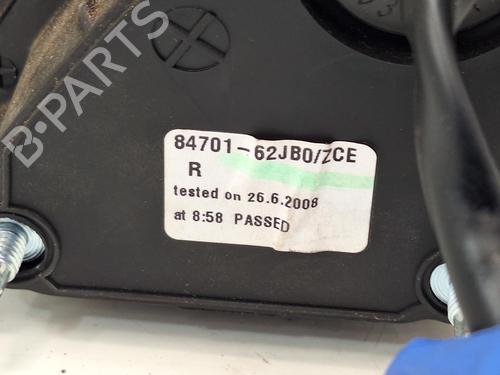 B-PARTS
84701-62JB0/ZCE
R
tested on 26.6.2008
at 8:58 PASSED